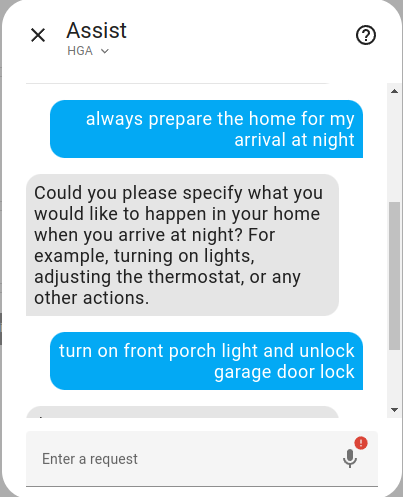 Assist
HGA
always prepare the home for my
arrival at night
Could you please specify what you
would like to happen in your home
when you arrive at night? For
example, turning on lights,
adjusting the thermostat, or any
other actions.
turn on front porch light and unlock
garage door lock
Enter a request